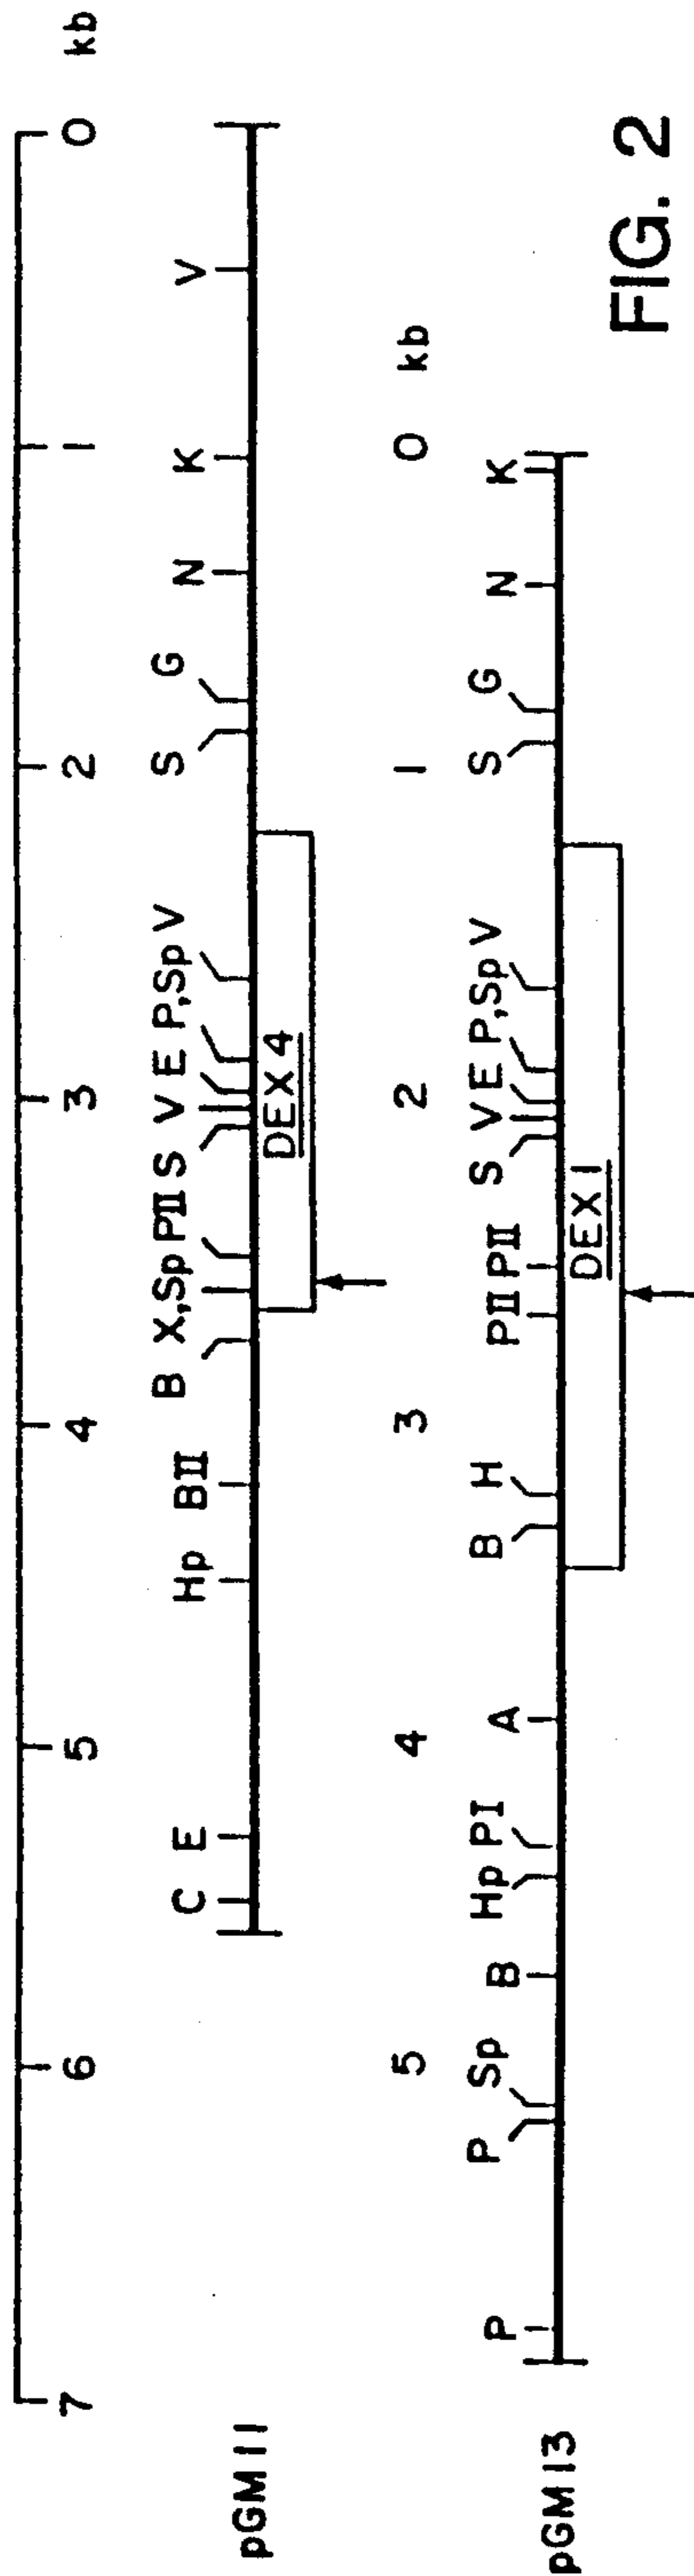 7 6 5 4 3 2 1 0 kb
pGM11
C E Hp BII B X,Sp PII S V E P,Sp V S G N K V
DEX 4
5 4 3 2 1 0 kb
pGM13
P P Sp B Hp PI A B H PII PII S V E P,Sp V S G N K
DEX 1
FIG. 2